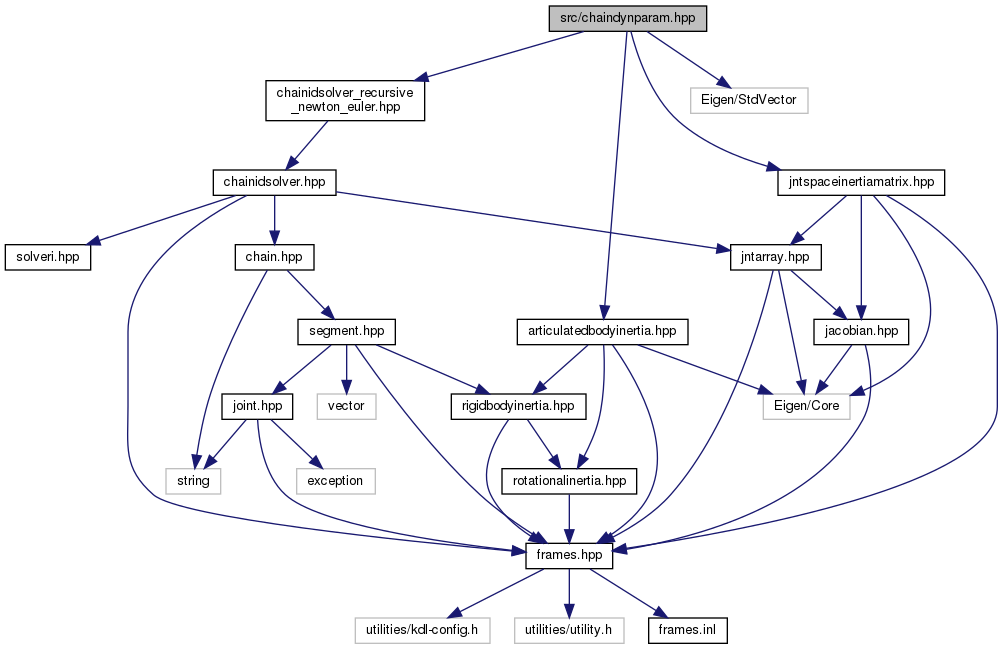 src/chaindynparam.hpp
chainidsolver_recursive
_newton_euler.hpp
Eigen/StdVector
chainidsolver.hpp
jntspaceinertiamatrix.hpp
solveri.hpp
chain.hpp
jntarray.hpp
segment.hpp
articulatedbodyinertia.hpp
jacobian.hpp
joint.hpp
vector
rigidbodyinertia.hpp
Eigen/Core
string
exception
rotationalinertia.hpp
frames.hpp
utilities/kdl-config.h
utilities/utility.h
frames.inl